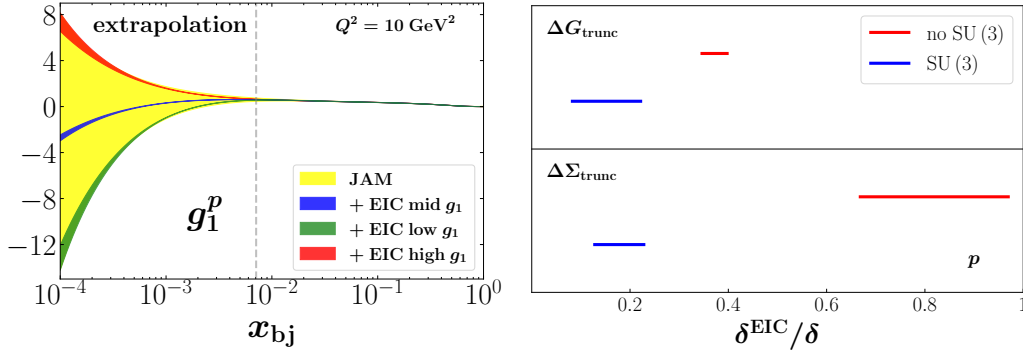 extrapolation
Q² = 10 GeV²
8
4
0
−4
−8
−12
g₁ᵖ
JAM
+ EIC mid g₁
+ EIC low g₁
+ EIC high g₁
10⁻⁴ 10⁻³ 10⁻² 10⁻¹ 10⁰
x_bj
ΔG_trunc
no SU (3)
SU (3)
ΔΣ_trunc
p
0.2 0.4 0.6 0.8 1
δ^EIC/δ